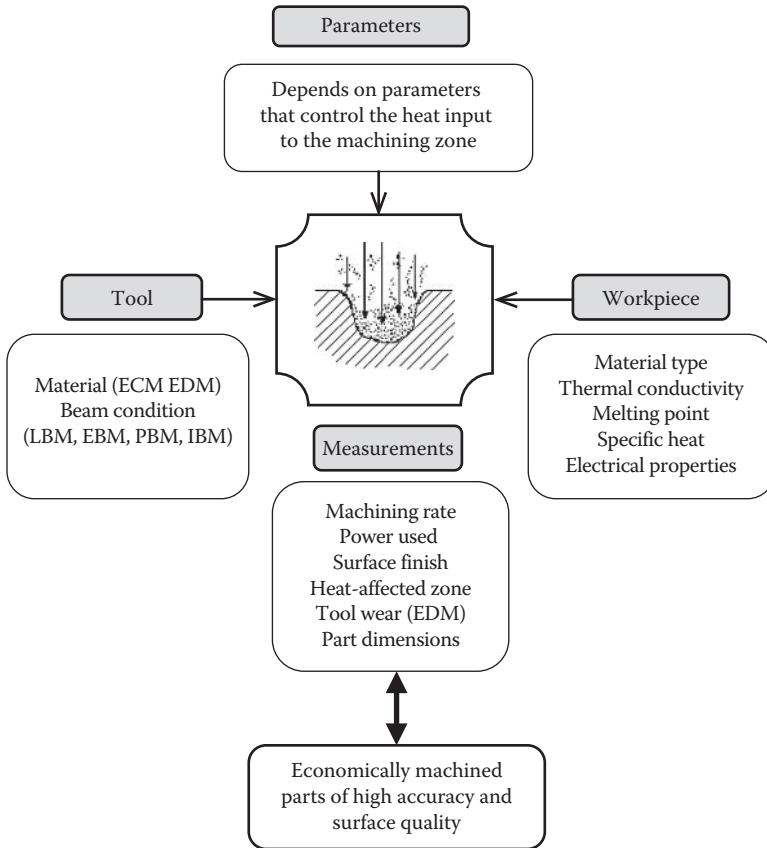 Parameters
Depends on parameters
that control the heat input
to the machining zone
Tool
Material (ECM EDM)
Beam condition
(LBM, EBM, PBM, IBM)
Workpiece
Material type
Thermal conductivity
Melting point
Specific heat
Electrical properties
Measurements
Machining rate
Power used
Surface finish
Heat-affected zone
Tool wear (EDM)
Part dimensions
Economically machined
parts of high accuracy and
surface quality